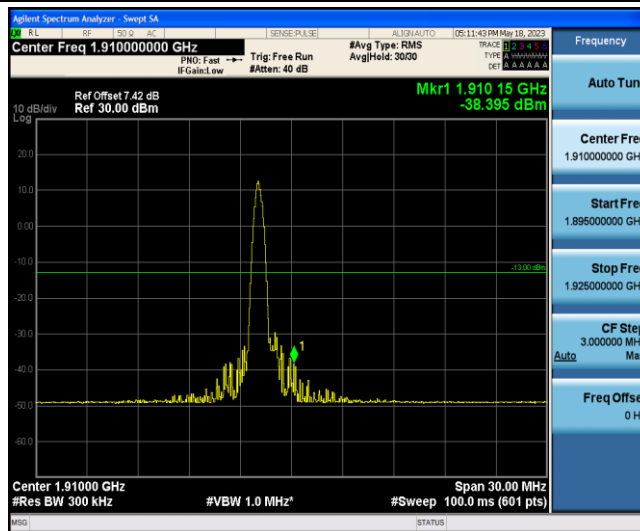 Agilent Spectrum Analyzer - Swept SA
RL RF 50 Ω AC SENSE:PULSE ALIGN AUTO 05:11:43 PM May 18, 2023
Center Freq 1.910000000 GHz
PNO: Fast
IFGain:Low
Trig: Free Run
#Atten: 40 dB
#Avg Type: RMS
Avg|Hold: 30/30
TRACE 1 2 3 4 5 6
TYPE A
DET A A A A A A
Frequency
Auto Tun
Ref Offset 7.42 dB
Ref 30.00 dBm
10 dB/div
Log
Mkr1 1.910 15 GHz
-38.395 dBm
Center Fre
1.910000000 GH
20.0
10.0
0.00
-10.0
-20.0
-30.0
-40.0
-50.0
-60.0
-13.00 dBm
1
Start Fre
1.895000000 GH
Stop Fre
1.925000000 GH
CF Ste
3.000000 MH
Auto Ma
Freq Offse
0 H
Center 1.91000 GHz Span 30.00 MHz
#Res BW 300 kHz #VBW 1.0 MHz* #Sweep 100.0 ms (601 pts)
MSG STATUS